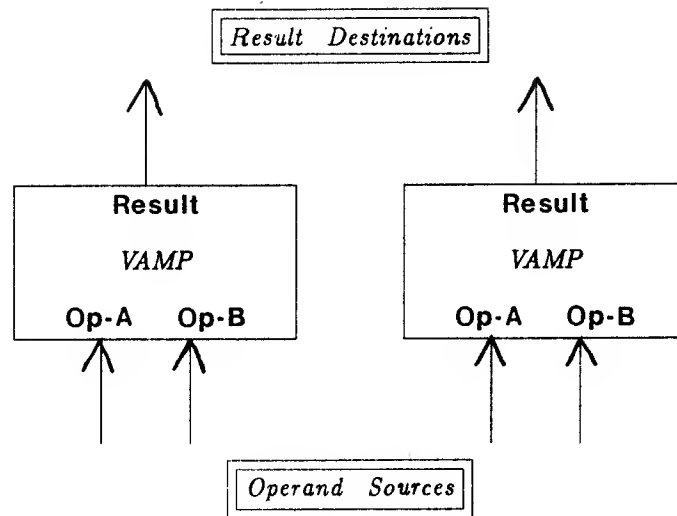 Result Destinations
Result Result
VAMP VAMP
Op-A Op-B Op-A Op-B
Operand Sources